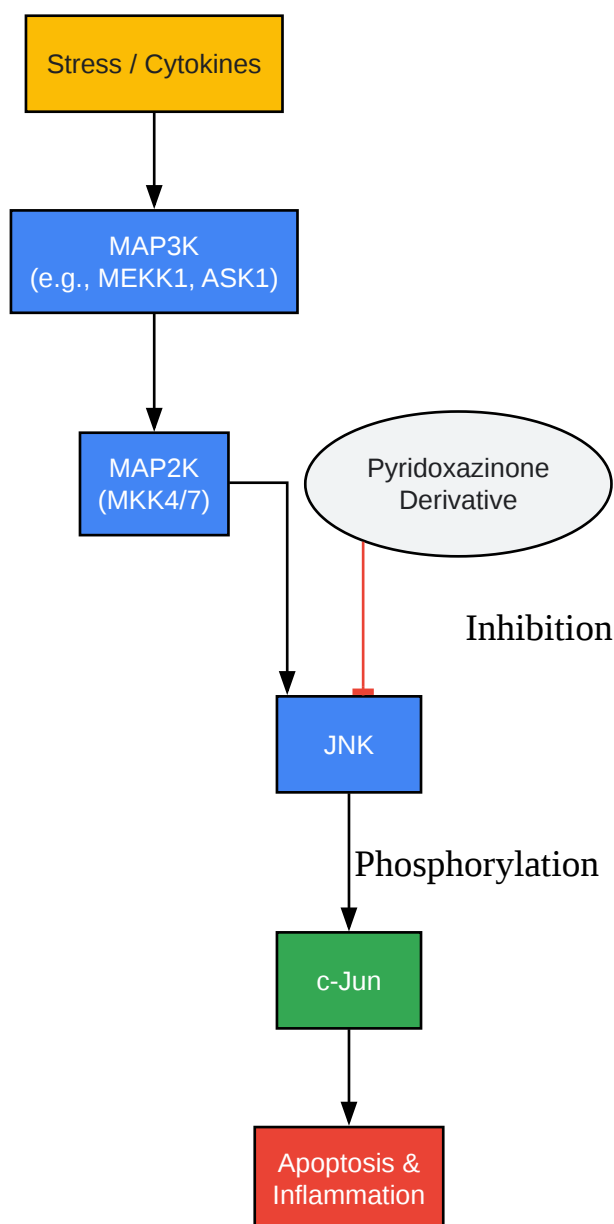 Stress / Cytokines
MAP3K
(e.g., MEKK1, ASK1)
MAP2K
(MKK4/7)
Pyridoxazinone
Derivative
Inhibition
JNK
Phosphorylation
c-Jun
Apoptosis &
Inflammation